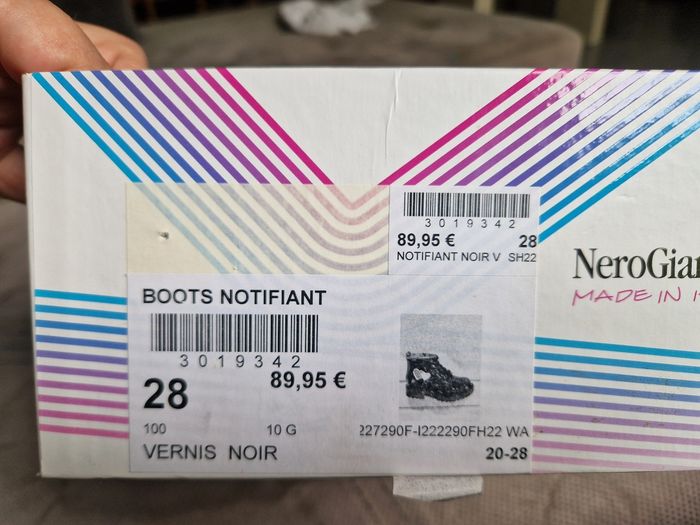 3019342
89,95 € 28
NOTIFIANT NOIR V SH22
NeroGiar
MADE IN I
BOOTS NOTIFIANT
3019342
28 89,95 €
100 10 G 227290F-I222290FH22 WA
VERNIS NOIR 20-28